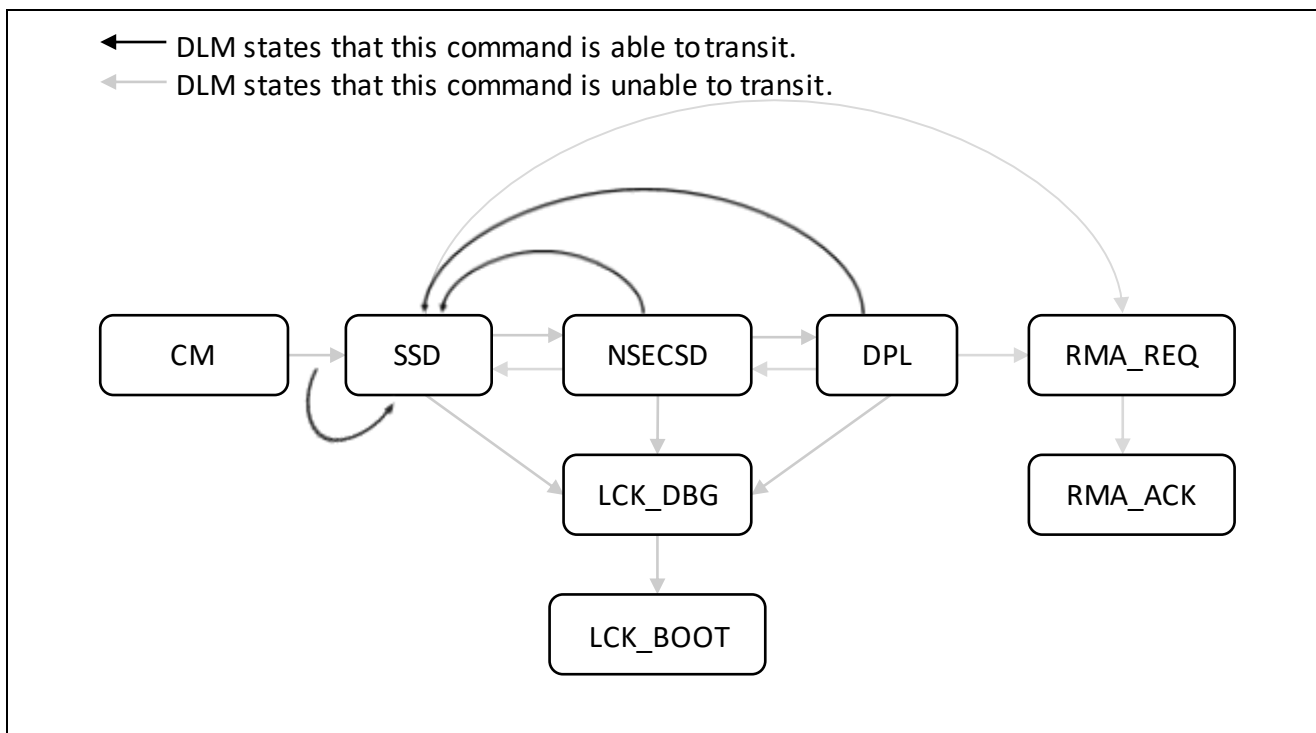 DLM states that this command is able to transit.
DLM states that this command is unable to transit.
CM
SSD
NSECSD
DPL
RMA_REQ
LCK_DBG
RMA_ACK
LCK_BOOT